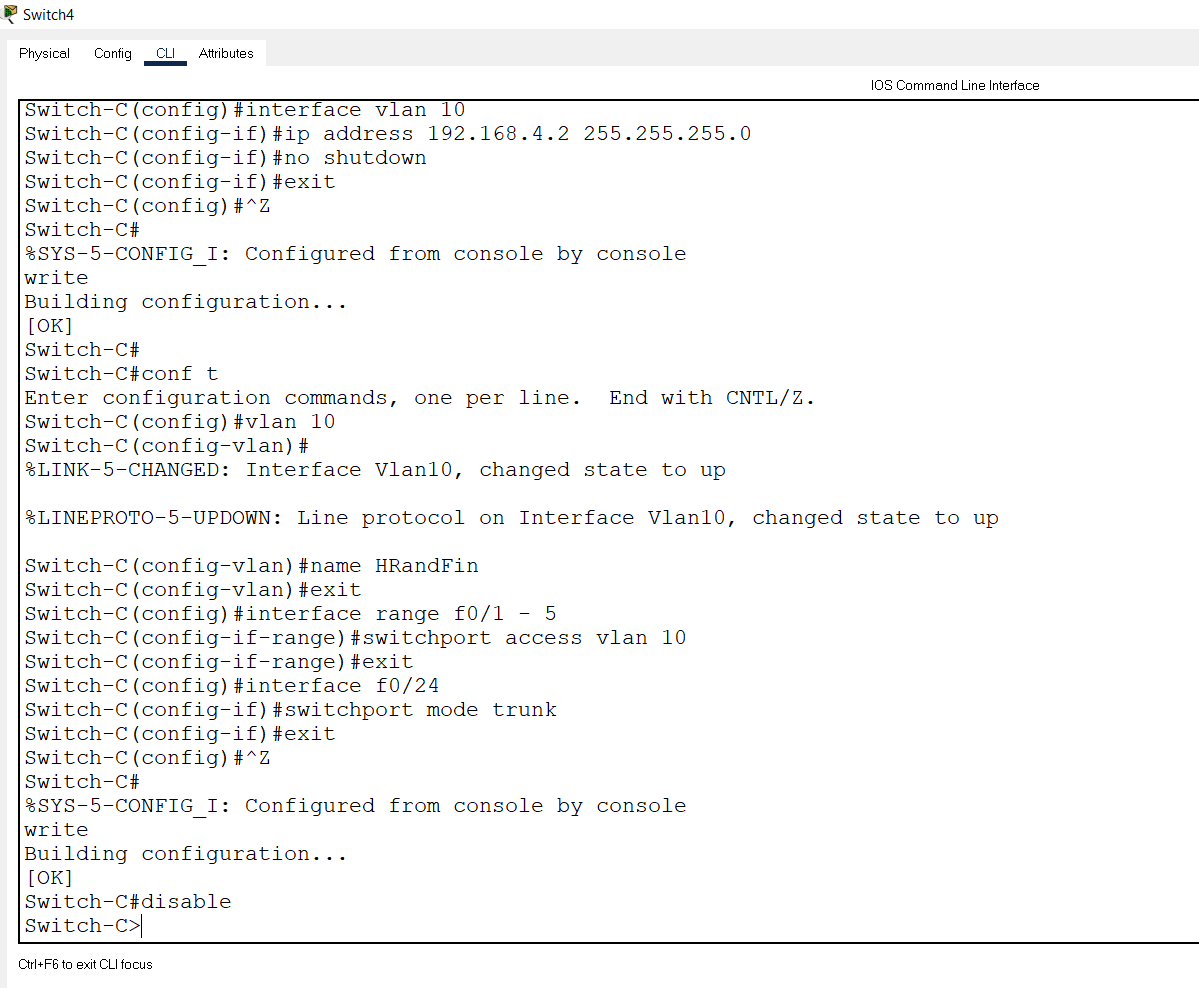 Switch4
Physical Config CLI Attributes
IOS Command Line Interface
Switch-C(config)#interface vlan 10
Switch-C(config-if)#ip address 192.168.4.2 255.255.255.0
Switch-C(config-if)#no shutdown
Switch-C(config-if)#exit
Switch-C(config)#^Z
Switch-C#
%SYS-5-CONFIG_I: Configured from console by console
write
Building configuration...
[OK]
Switch-C#
Switch-C#conf t
Enter configuration commands, one per line.  End with CNTL/Z.
Switch-C(config)#vlan 10
Switch-C(config-vlan)#
%LINK-5-CHANGED: Interface Vlan10, changed state to up
%LINEPROTO-5-UPDOWN: Line protocol on Interface Vlan10, changed state to up
Switch-C(config-vlan)#name HRandFin
Switch-C(config-vlan)#exit
Switch-C(config)#interface range f0/1 - 5
Switch-C(config-if-range)#switchport access vlan 10
Switch-C(config-if-range)#exit
Switch-C(config)#interface f0/24
Switch-C(config-if)#switchport mode trunk
Switch-C(config-if)#exit
Switch-C(config)#^Z
Switch-C#
%SYS-5-CONFIG_I: Configured from console by console
write
Building configuration...
[OK]
Switch-C#disable
Switch-C>
Ctrl+F6 to exit CLI focus